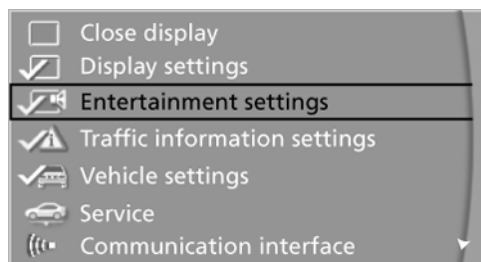 Close display
Display settings
Entertainment settings
Traffic information settings
Vehicle settings
Service
Communication interface